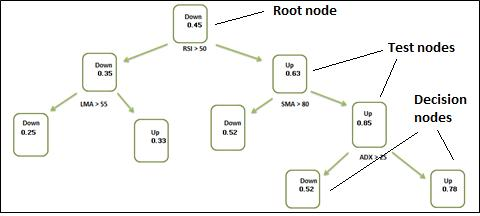 Root node
Down
0.45
RSI > 50
Test nodes
Down
0.35
Up
0.63
LMA > 55
SMA > 80
Decision
nodes
Down
0.25
Up
0.33
Down
0.52
Up
0.85
ADX > 25
Down
0.52
Up
0.78